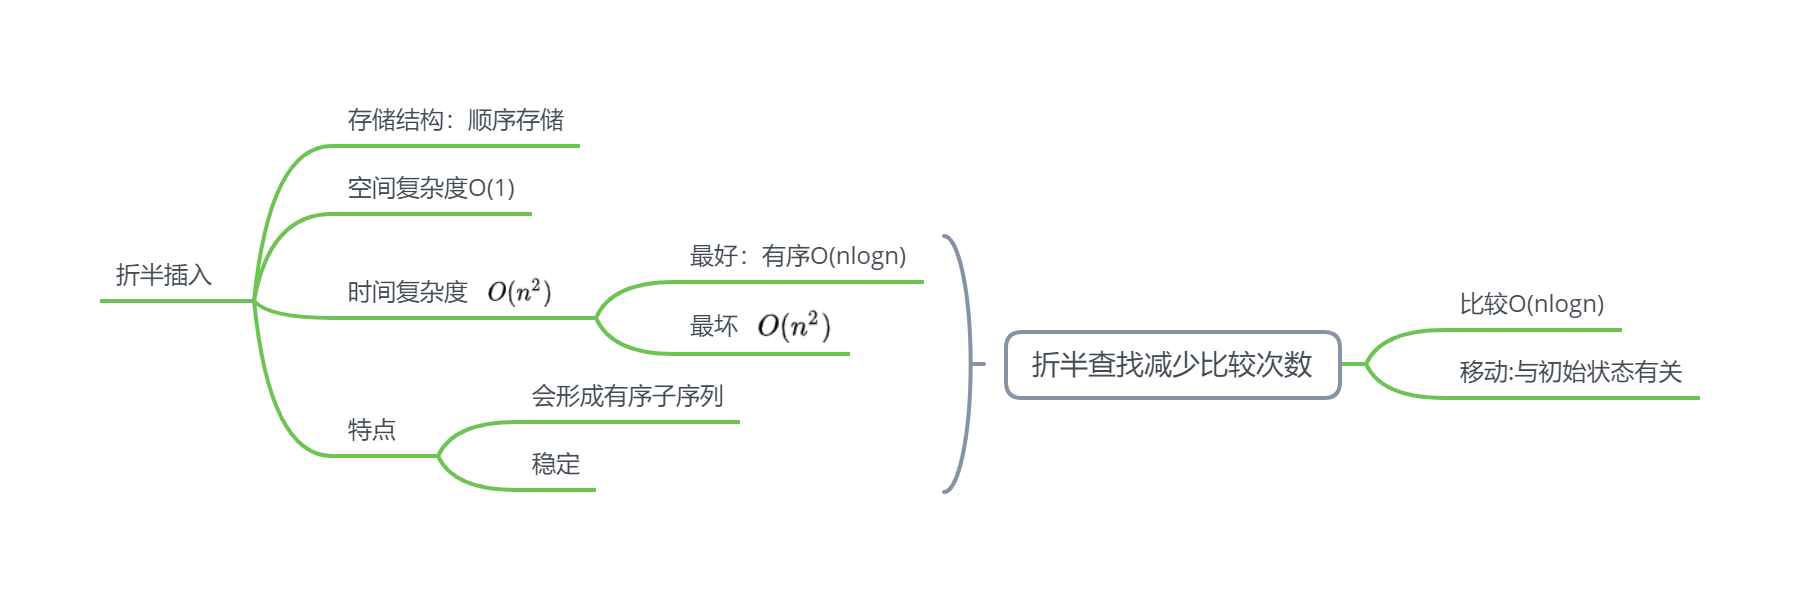 折半插入
存储结构：顺序存储
空间复杂度O(1)
时间复杂度 O(n²)
最好：有序O(nlogn)
最坏 O(n²)
特点
会形成有序子序列
稳定
折半查找减少比较次数
比较O(nlogn)
移动:与初始状态有关